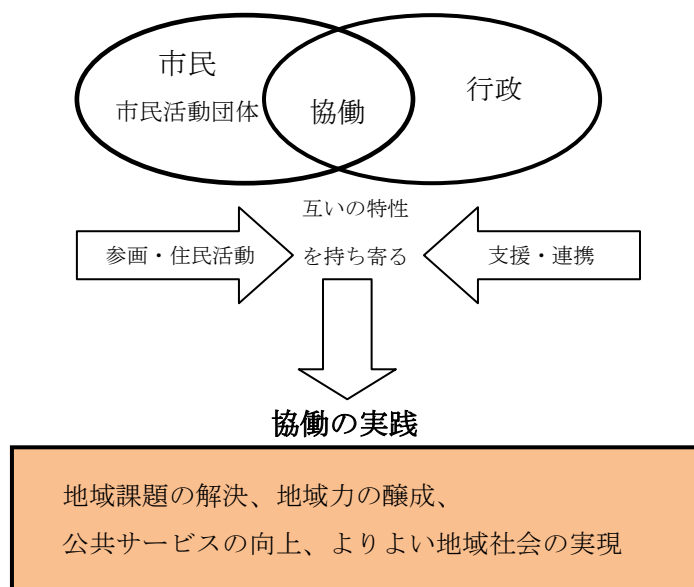 市民
市民活動団体
協働
行政
互いの特性
を持ち寄る
参画・住民活動
支援・連携
協働の実践
地域課題の解決、地域力の醸成、
公共サービスの向上、よりよい地域社会の実現